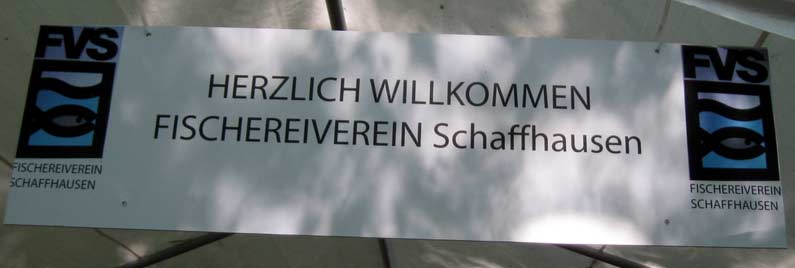 FVS
FISCHEREIVEREIN
SCHAFFHAUSEN
HERZLICH WILLKOMMEN
FISCHEREIVEREIN Schaffhausen
FVS
FISCHEREIVEREIN
SCHAFFHAUSEN